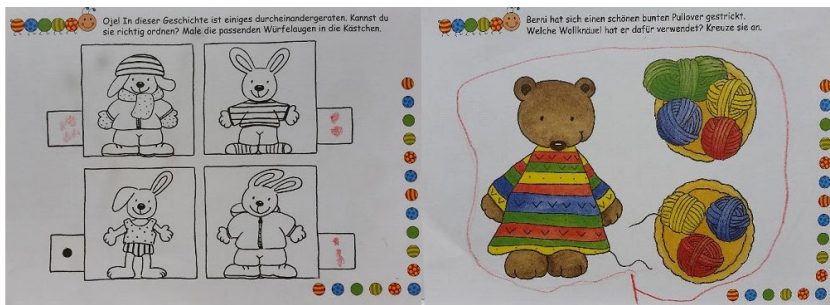 Oje! In dieser Geschichte ist einiges durcheinandergeraten. Kannst du
sie richtig ordnen? Male die passenden Würfelaugen in die Kästchen.
Berni hat sich einen schönen bunten Pullover gestrickt.
Welche Wollknäuel hat er dafür verwendet? Kreuze sie an.